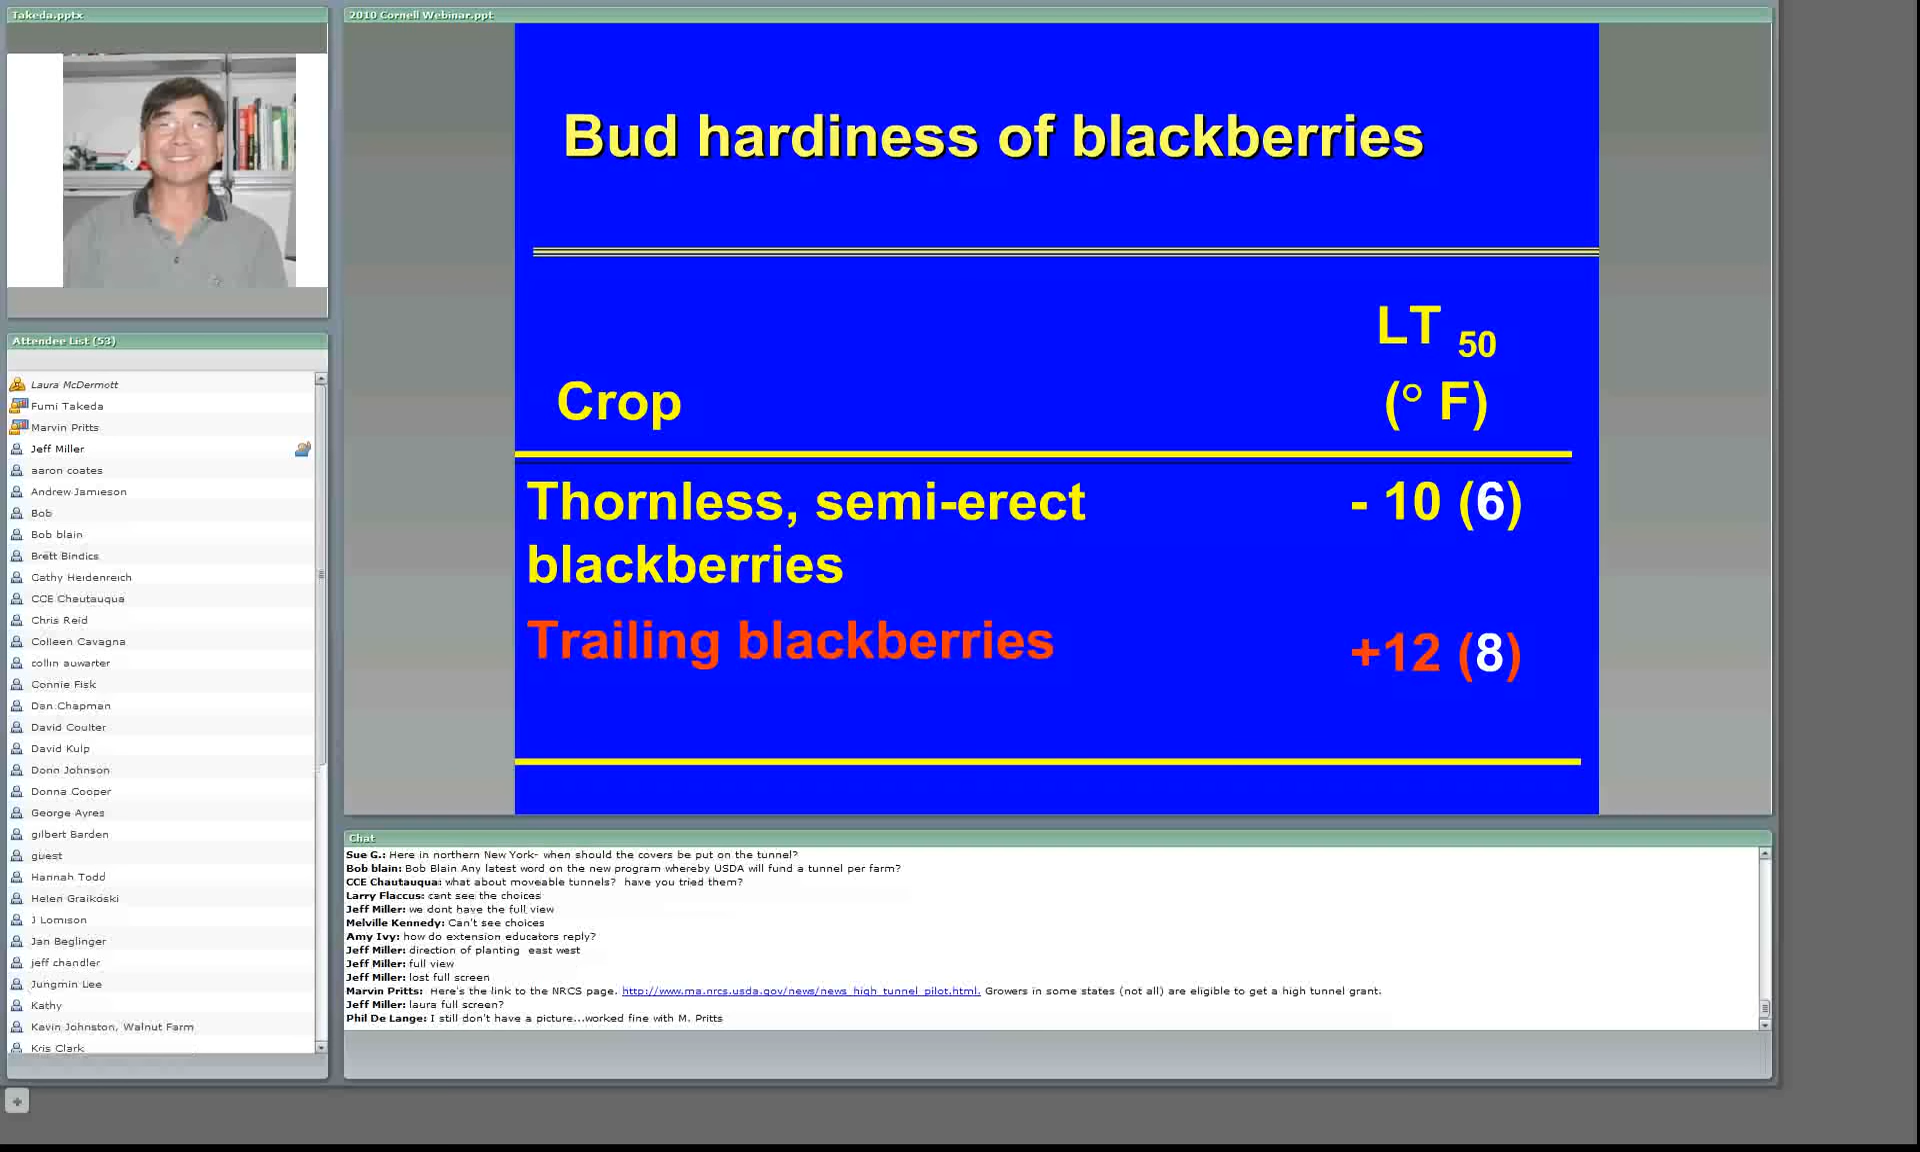 Takeda.pptx
Attendee List (53)
Laura McDermott
Fumi Takeda
Marvin Pritts
Jeff Miller
aaron coates
Andrew Jamieson
Bob
Bob blain
Brett Bindics
Cathy Heidenreich
CCE Chautauqua
Chris Reid
Colleen Cavagna
collin auwarter
Connie Fisk
Dan Chapman
David Coulter
David Kulp
Donn Johnson
Donna Cooper
George Ayres
gilbert Barden
guest
Hannah Todd
Helen Graikoski
J Lomison
Jan Beglinger
jeff chandler
Jungmin Lee
Kathy
Kavin Johnston, Walnut Farm
Kris Clark
2010 Cornell Webinar.ppt
Bud hardiness of blackberries
LT 50
Crop (° F)
Thornless, semi-erect - 10 (6)
blackberries
Trailing blackberries +12 (8)
Chat
Sue G.: Here in northern New York- when should the covers be put on the tunnel?
Bob blain: Bob Blain Any latest word on the new program whereby USDA will fund a tunnel per farm?
CCE Chautauqua: what about moveable tunnels? have you tried them?
Larry Flaccus: cant see the choices
Jeff Miller: we dont have the full view
Melville Kennedy: Can't see choices
Amy Ivy: how do extension educators reply?
Jeff Miller: direction of planting east west
Jeff Miller: full view
Jeff Miller: lost full screen
Marvin Pritts: Here's the link to the NRCS page. http://www.ma.nrcs.usda.gov/news/news_high_tunnel_pilot.html. Growers in some states (not all) are eligible to get a high tunnel grant.
Jeff Miller: laura full screen?
Phil De Lange: I still don't have a picture...worked fine with M. Pritts